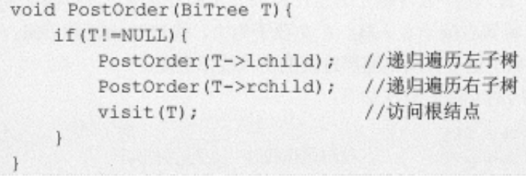 void PostOrder(BiTree T){
    if(T!=NULL){
        PostOrder(T->lchild);   //递归遍历左子树
        PostOrder(T->rchild);   //递归遍历右子树
        visit(T);               //访问根结点
    }
}